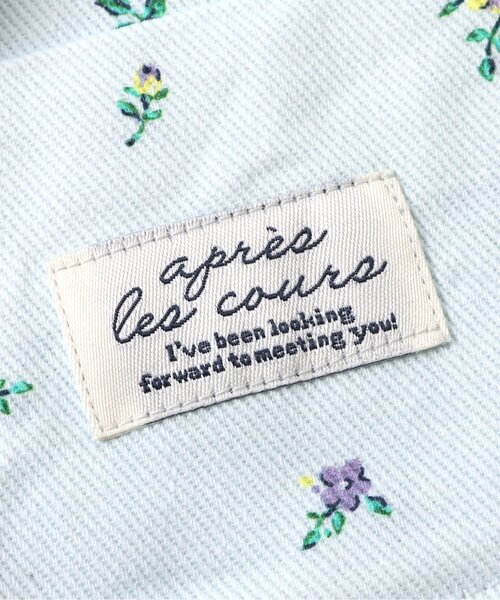 après
les cours
I've been looking
forward to meeting you!